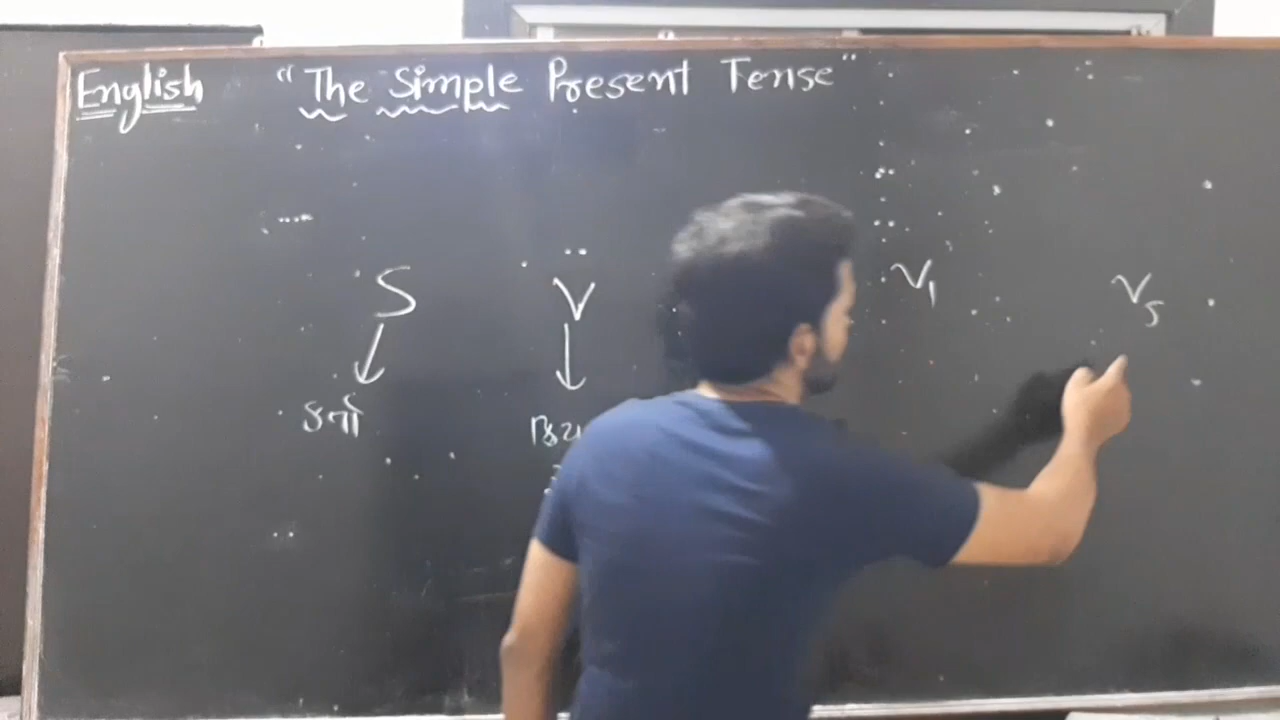 English "The Simple Present Tense"
S V V₁ V₅
કર્તા